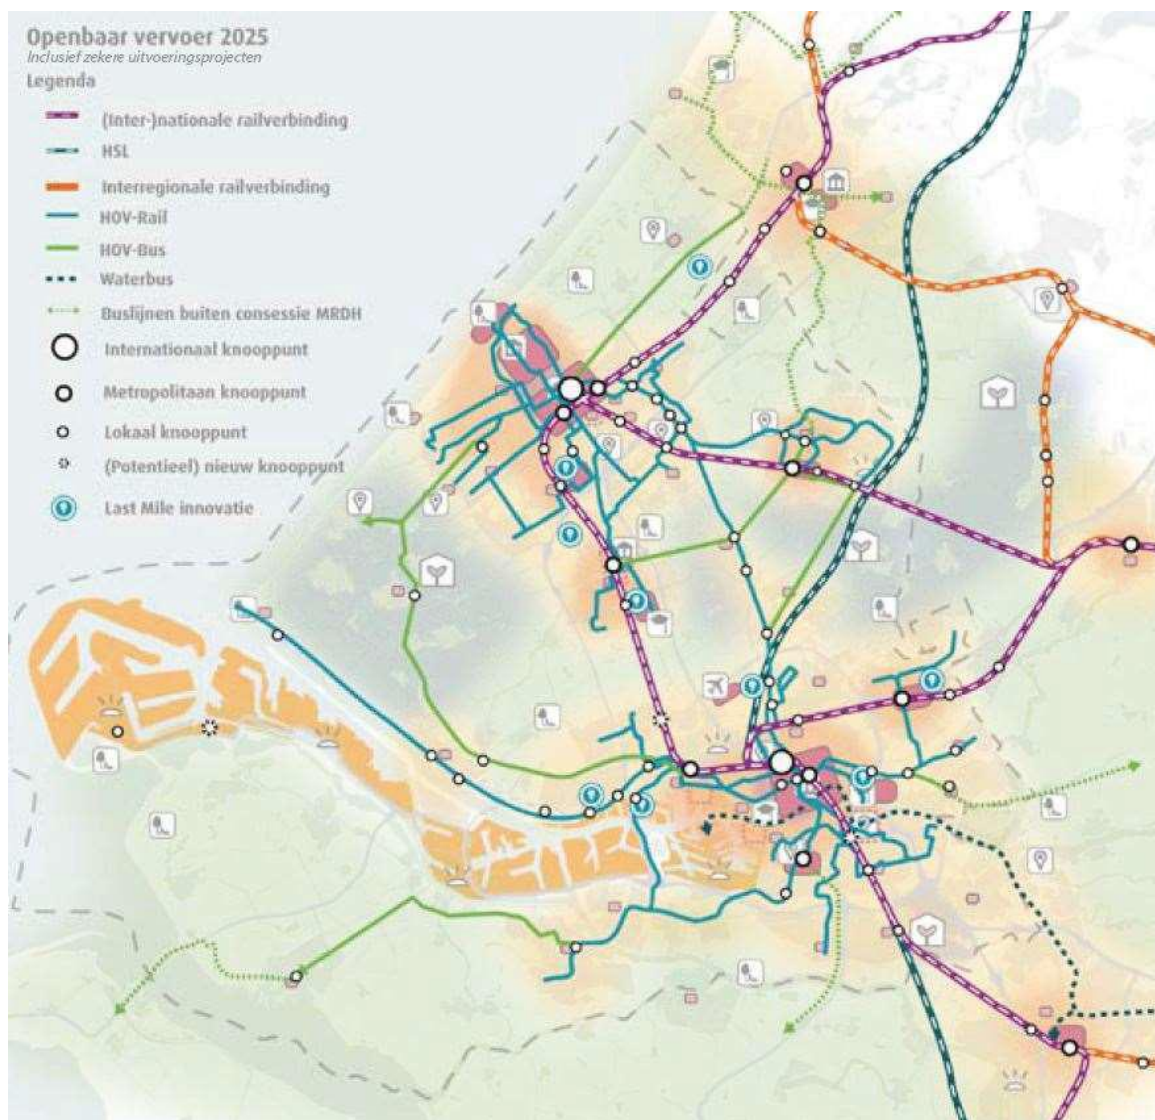 Openbaar vervoer 2025
Inclusief zekere uitvoeringsprojecten
Legenda
(Inter-)nationale railverbinding
HSL
Interregionale railverbinding
HOV-Rail
HOV-Bus
Waterbus
Buslijnen buiten consessie MRDH
Internationaal knooppunt
Metropolitaan knooppunt
Lokaal knooppunt
(Potentieel) nieuw knooppunt
Last Mile innovatie